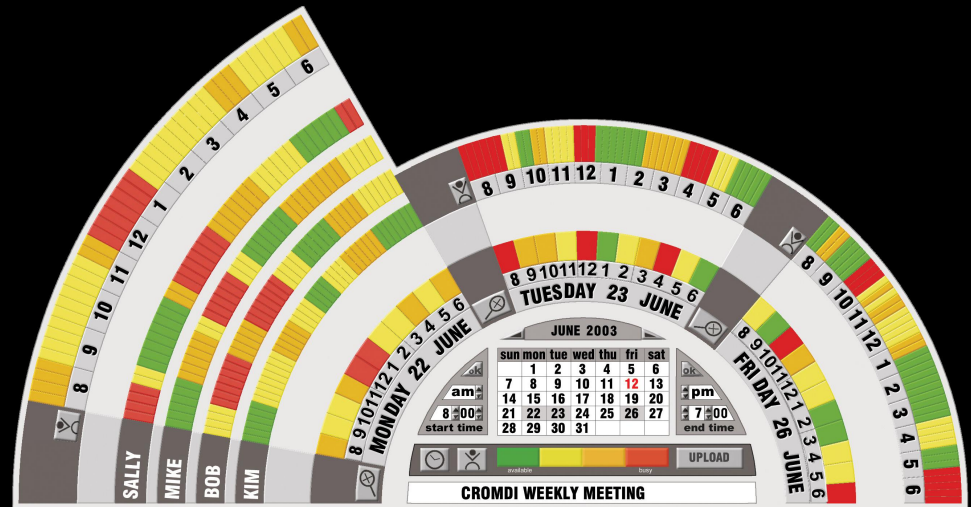 8 9 10 11 12 1 2 3 4 5 6
SALLY
MIKE
BOB
KIM
8 9 10 11 12 1 2 3 4 5 6
MONDAY 22 JUNE
8 9 10 11 12 1 2 3 4 5 6
8 9 10 11 12 1 2 3 4 5 6
TUESDAY 23 JUNE
8 9 10 11 12 1 2 3 4 5 6
8 9 10 11 12 1 2 3 4 5 6
FRIDAY 26 JUNE
JUNE 2003
sun mon tue wed thu fri sat
1 2 3 4 5 6
7 8 9 10 11 12 13
14 15 16 17 18 19 20
21 22 23 24 25 26 27
28 29 30 31
ok
am
8 00
start time
ok
pm
7 00
end time
available
busy
UPLOAD
CROMDI WEEKLY MEETING